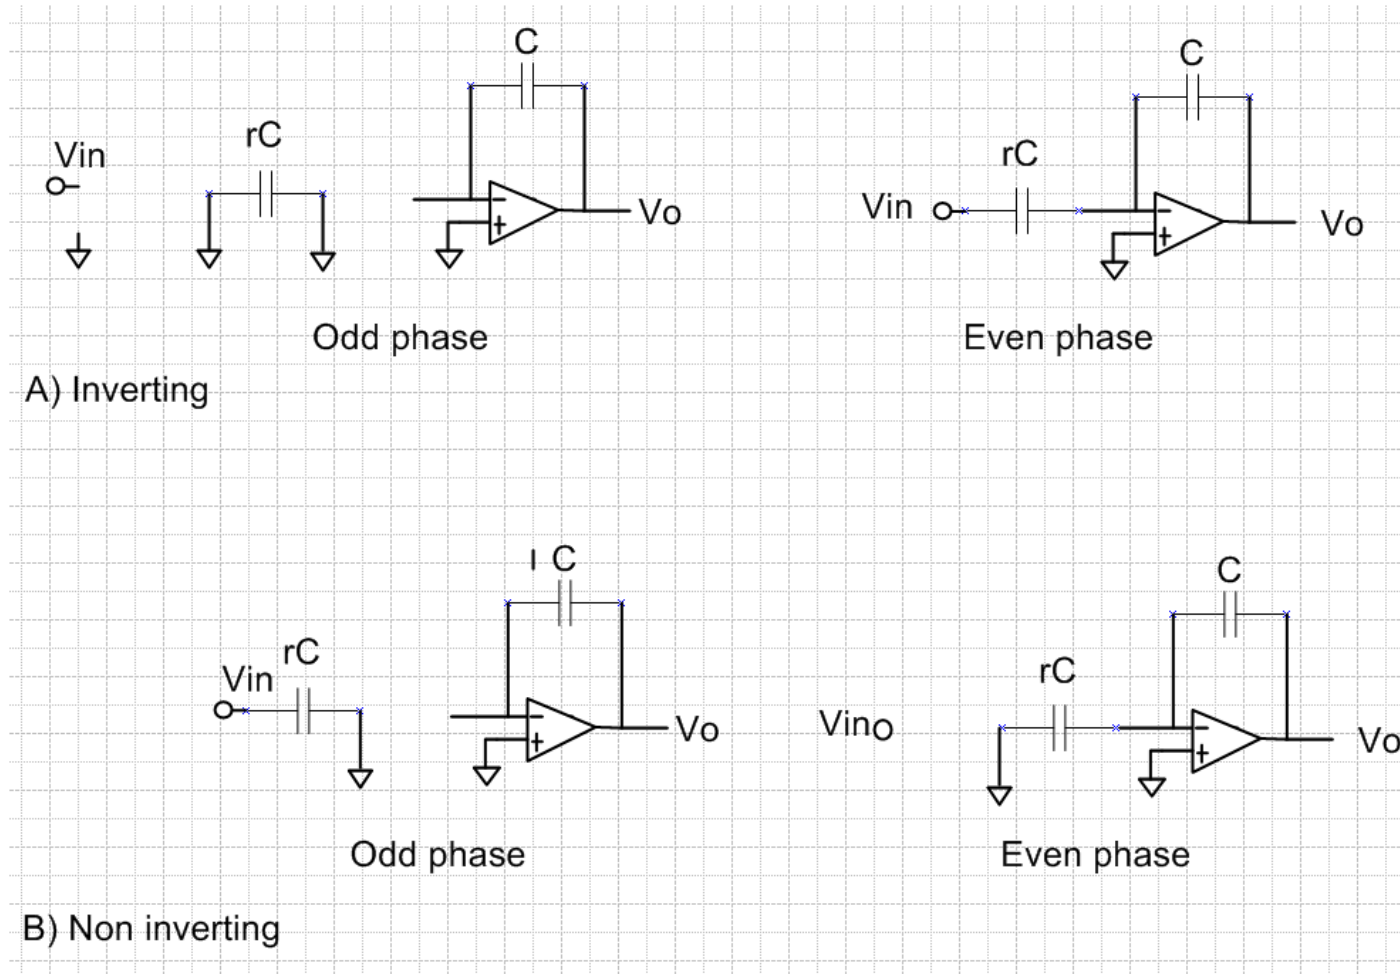 C
C
rC
Vin
rC
Vin
Vo
Vo
Odd phase
Even phase
A) Inverting
I C
C
rC
Vin
rC
Vo
Vino
Vo
Odd phase
Even phase
B) Non inverting